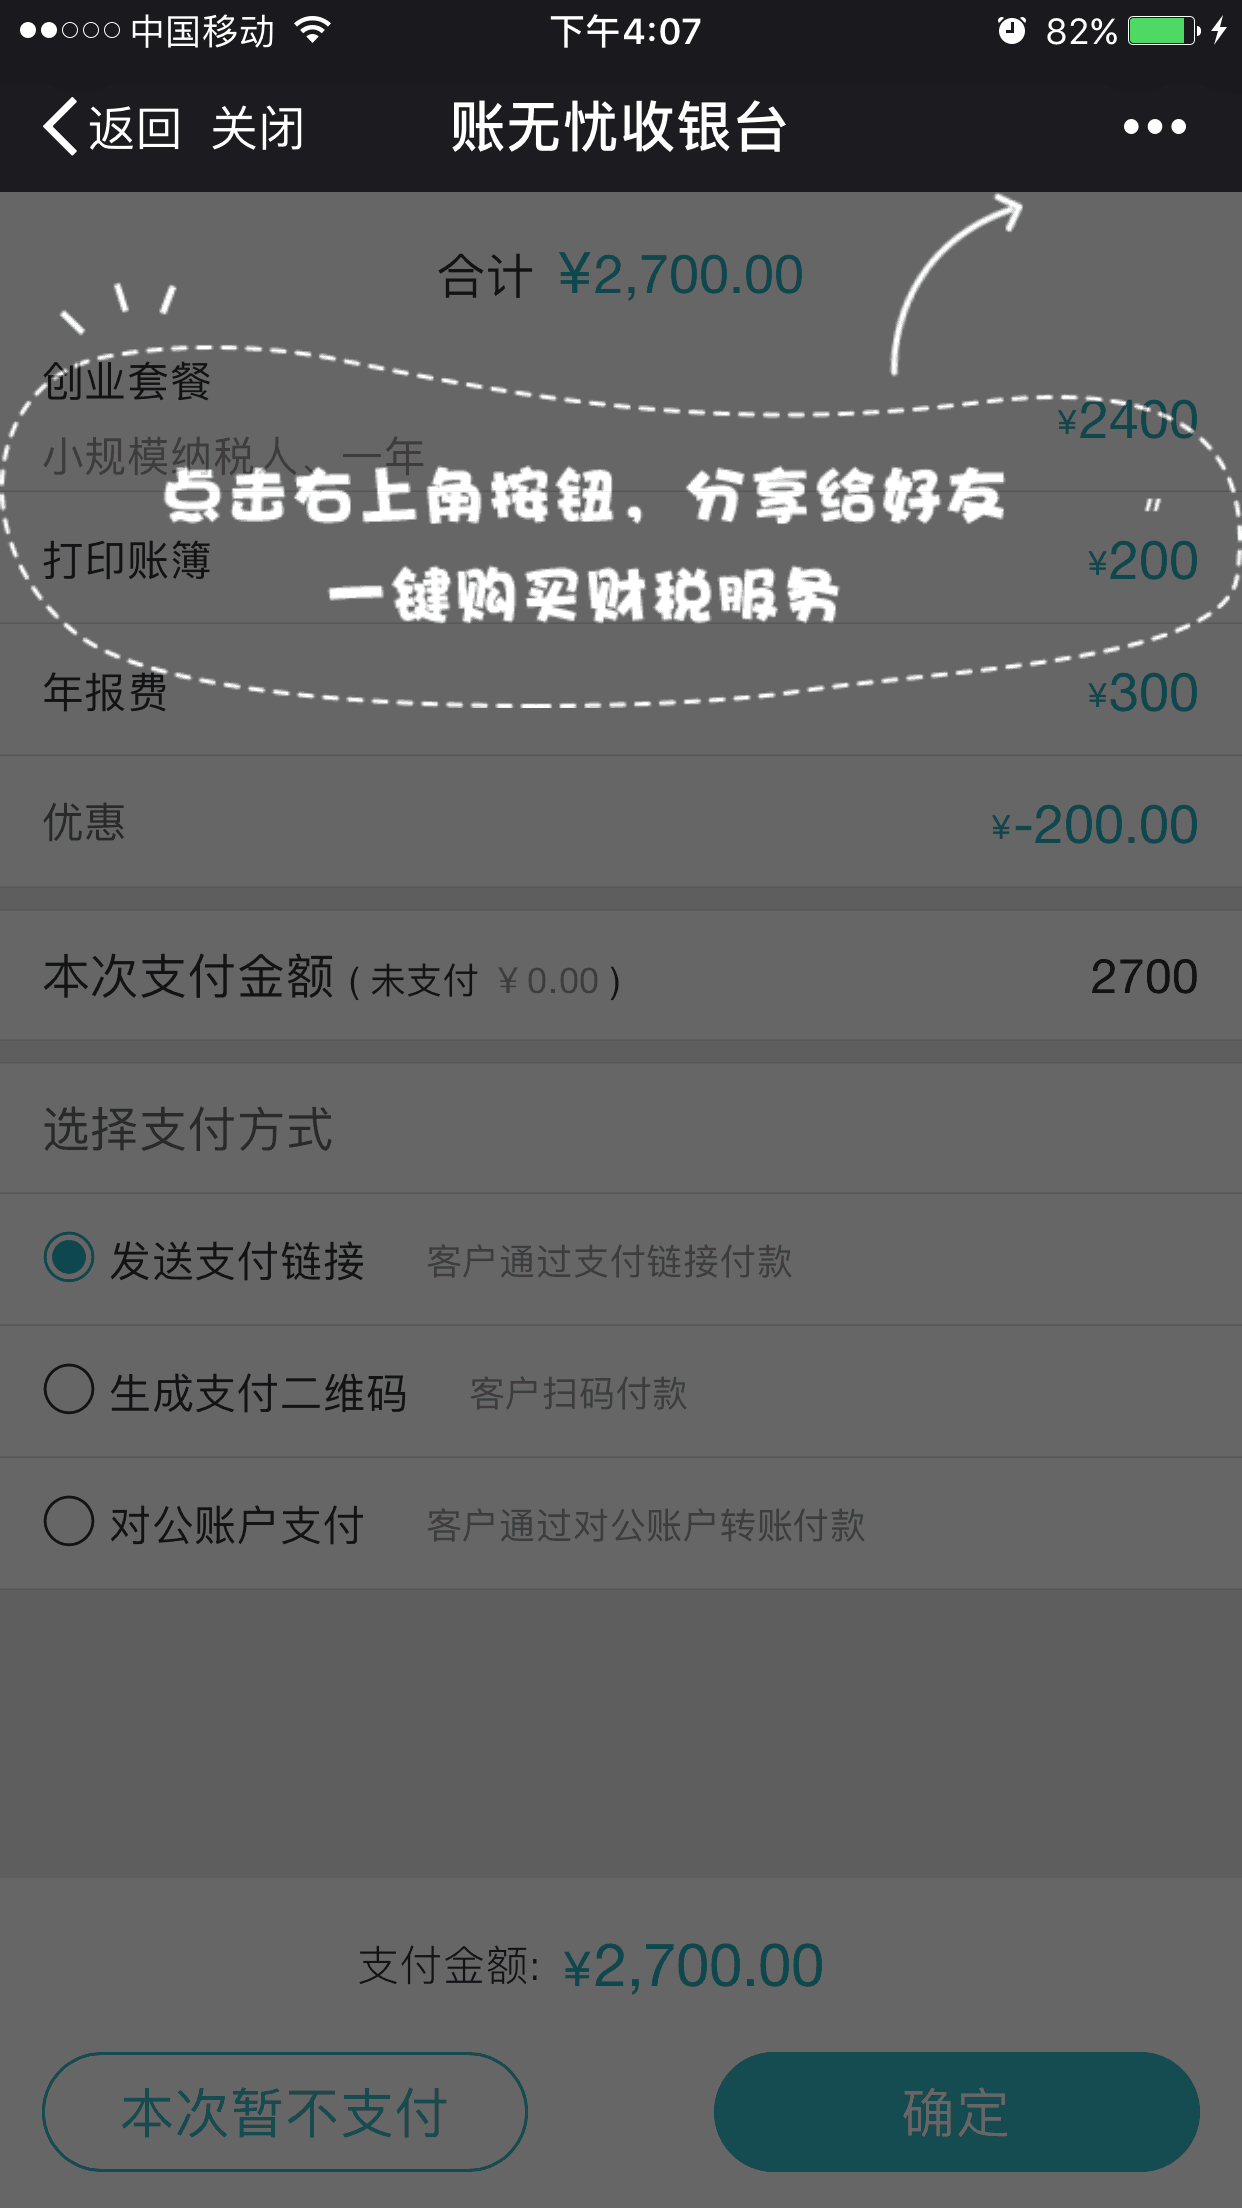 中国移动 下午4:07 82%
返回 关闭 账无忧收银台
合计 ¥2,700.00
创业套餐
小规模纳税人、一年 ¥2400
点击右上角按钮，分享给好友 "
打印账簿 ¥200
一键购买财税服务
年报费 ¥300
优惠 ¥-200.00
本次支付金额 ( 未支付 ¥ 0.00 ) 2700
选择支付方式
发送支付链接 客户通过支付链接付款
生成支付二维码 客户扫码付款
对公账户支付 客户通过对公账户转账付款
支付金额: ¥2,700.00
本次暂不支付 确定